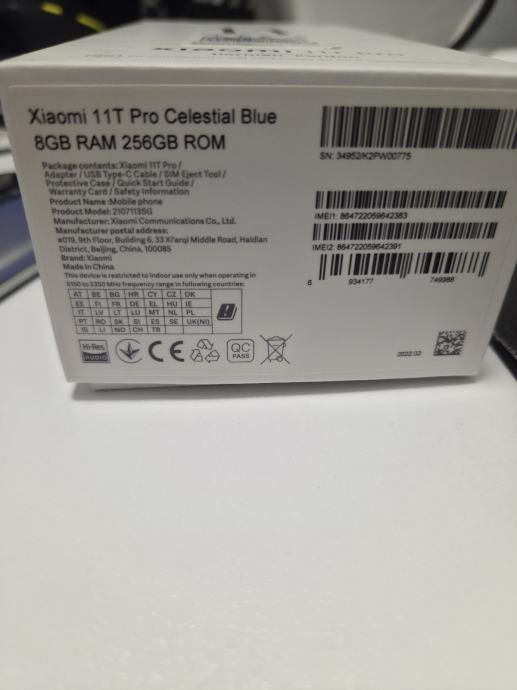 Xiaomi 11T Pro Celestial Blue
8GB RAM 256GB ROM
Package contents: Xiaomi 11T Pro /
Adapter / USB Type-C Cable / SIM Eject Tool /
Protective Case / Quick Start Guide /
Warranty Card / Safety Information
Product Name :Mobile phone
Product Model: 2107113SG
Manufacturer: Xiaomi Communications Co., Ltd.
Manufacturer postal address:
#019, 9th Floor, Building 6, 33 Xi'erqi Middle Road, Haidian
District, Beijing, China, 100085
Brand: Xiaomi
Made in China
This device is restricted to indoor use only when operating in
5150 to 5350 MHz frequency range in following countries:
AT BE BG HR CY CZ DK
EE FI FR DE EL HU IE
IT LV LT LU MT NL PL
PT RO SK SI ES SE UK(NI)
IS LI NO CH TR
Hi-Res
AUDIO
CE
QC
PASS
SN: 34952/K2PW00775
IMEI1: 864722059642383
IMEI2: 864722059642391
6 934177 749988
2022.02